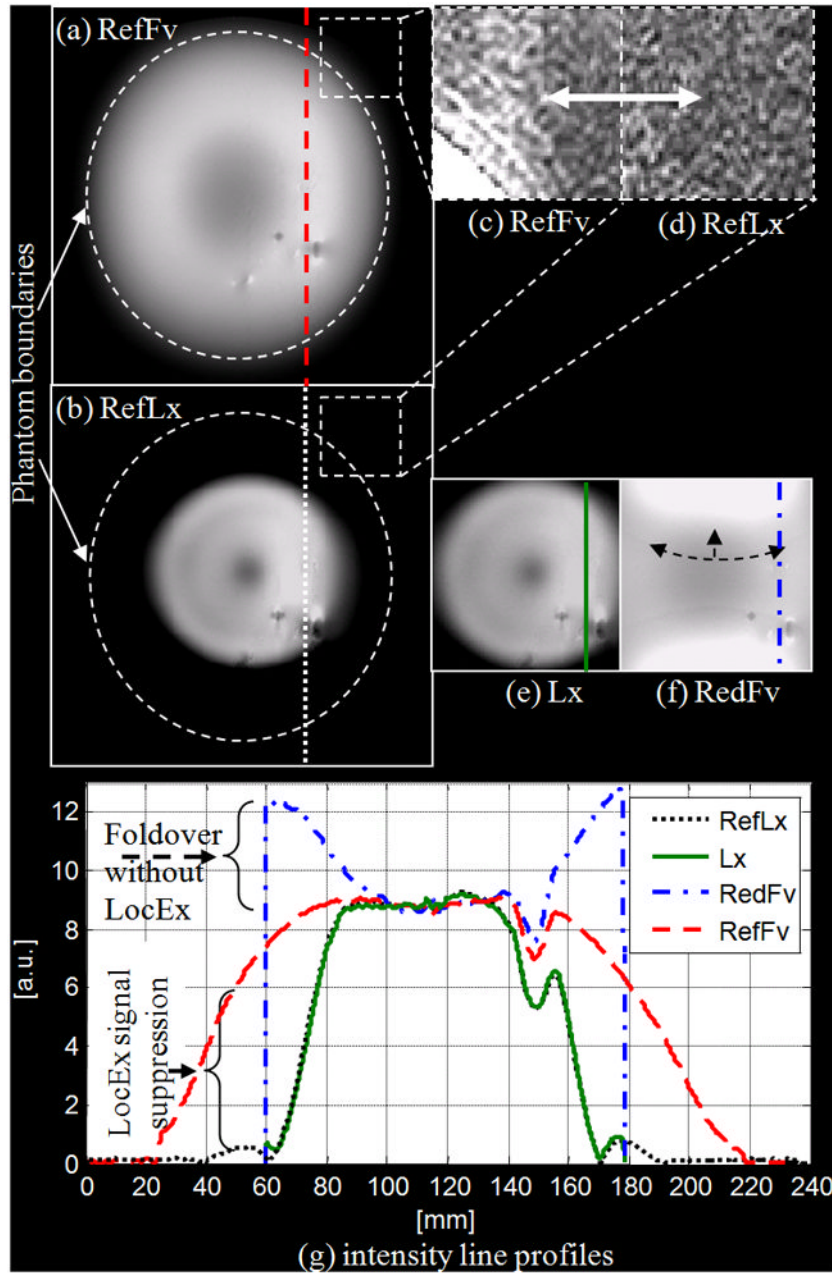 (a) RefFv
(c) RefFv
(d) RefLx
Phantom boundaries
(b) RefLx
(e) Lx
(f) RedFv
12
10
8
6
4
2
0
[a.u.]
Foldover
without
LocEx
LocEx signal
suppression
RefLx
Lx
RedFv
RefFv
0 20 40 60 80 100 120 140 160 180 200 220 240
[mm]
(g) intensity line profiles